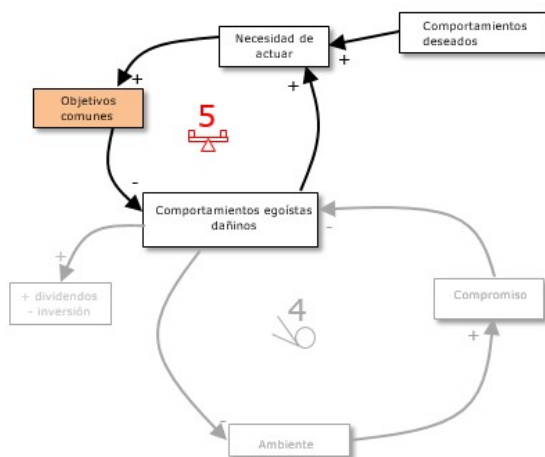 Comportamientos
deseados
Necesidad de
actuar
+
+
+
Objetivos
comunes
5
-
Comportamientos egoístas
dañinos
-
+
+ dividendos
- inversión
4
Compromiso
+
-
Ambiente